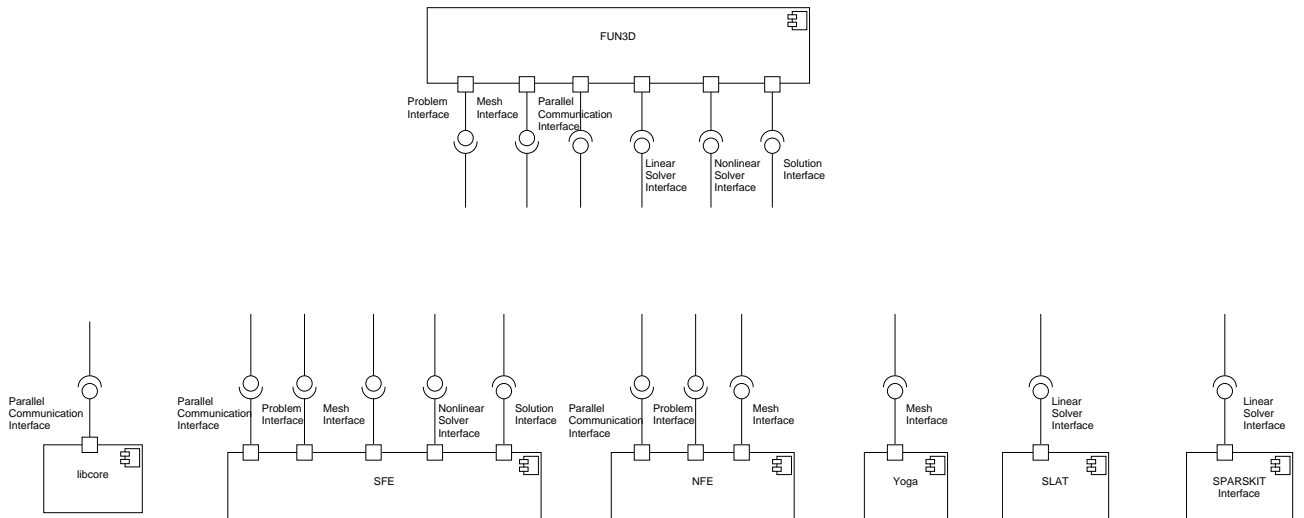 FUN3D
Problem
Interface
Mesh
Interface
Parallel
Communication
Interface
Linear
Solver
Interface
Nonlinear
Solver
Interface
Solution
Interface
Parallel
Communication
Interface
libcore
Parallel
Communication
Interface
Problem
Interface
Mesh
Interface
Nonlinear
Solver
Interface
Solution
Interface
SFE
Parallel
Communication
Interface
Problem
Interface
Mesh
Interface
NFE
Mesh
Interface
Yoga
Linear
Solver
Interface
SLAT
Linear
Solver
Interface
SPARSKIT
Interface